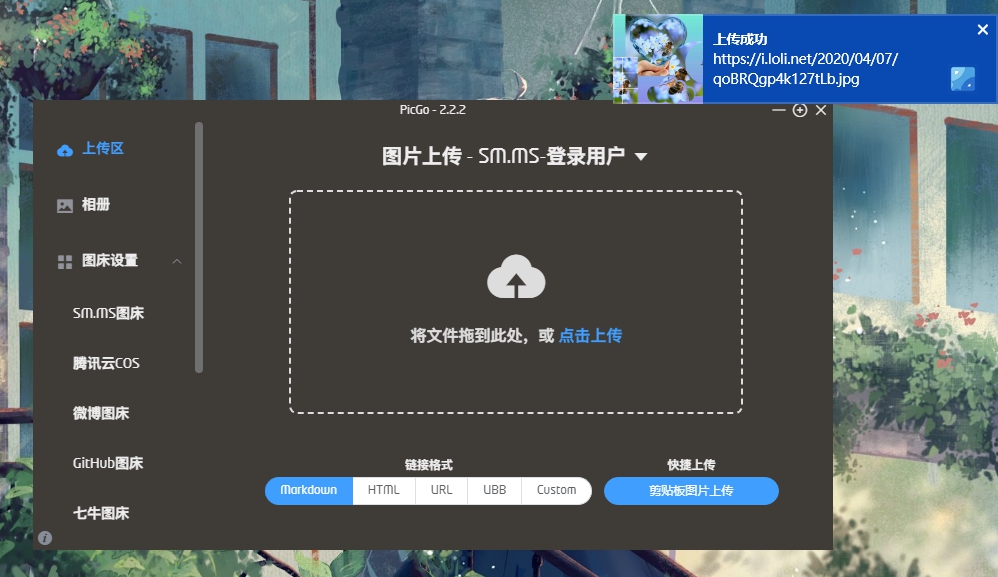 上传成功
https://i.loli.net/2020/04/07/
qoBRQgp4k127tLb.jpg
PicGo - 2.2.2
上传区
相册
图床设置
SM.MS图床
腾讯云COS
微博图床
GitHub图床
七牛图床
图片上传 - SM.MS-登录用户
将文件拖到此处，或 点击上传
链接格式
Markdown HTML URL UBB Custom
快捷上传
剪贴板图片上传